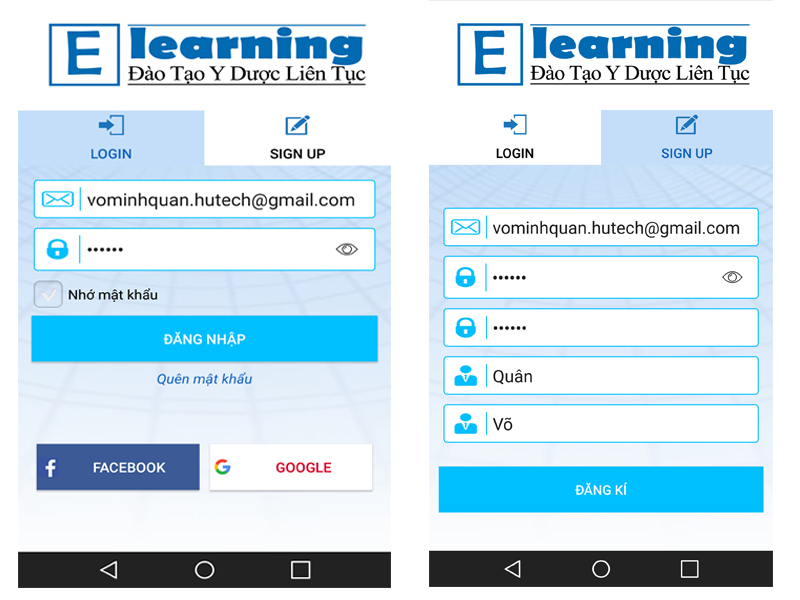 E learning
Đào Tạo Y Dược Liên Tục
LOGIN
SIGN UP
vominhquan.hutech@gmail.com
••••••
Nhớ mật khẩu
ĐĂNG NHẬP
Quên mật khẩu
f FACEBOOK
G GOOGLE
E learning
Đào Tạo Y Dược Liên Tục
LOGIN
SIGN UP
vominhquan.hutech@gmail.com
••••••
••••••
Quân
Võ
ĐĂNG KÍ